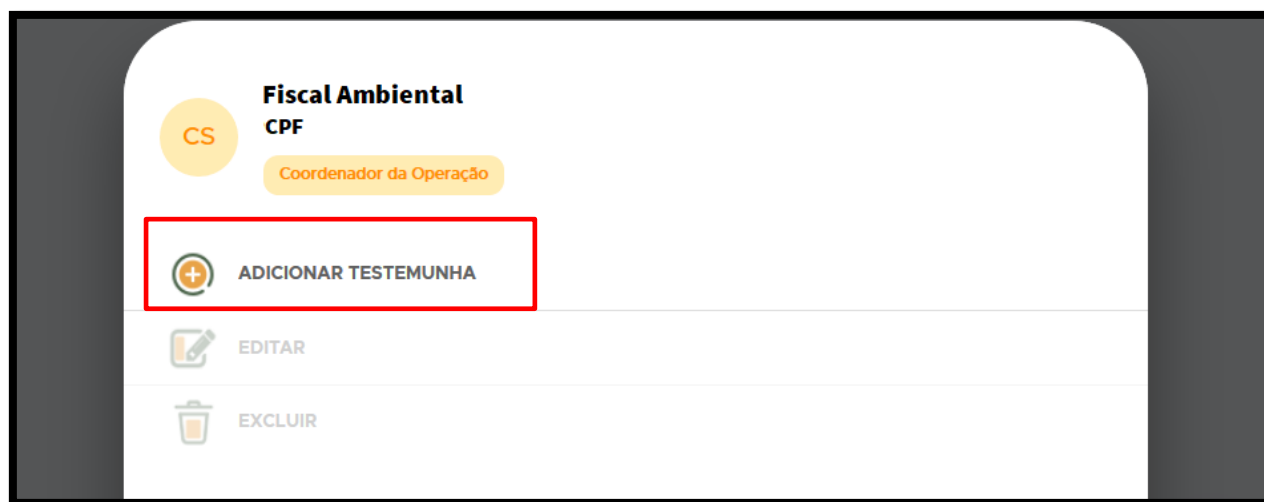 Fiscal Ambiental
CS
CPF
Coordenador da Operação
ADICIONAR TESTEMUNHA
EDITAR
EXCLUIR